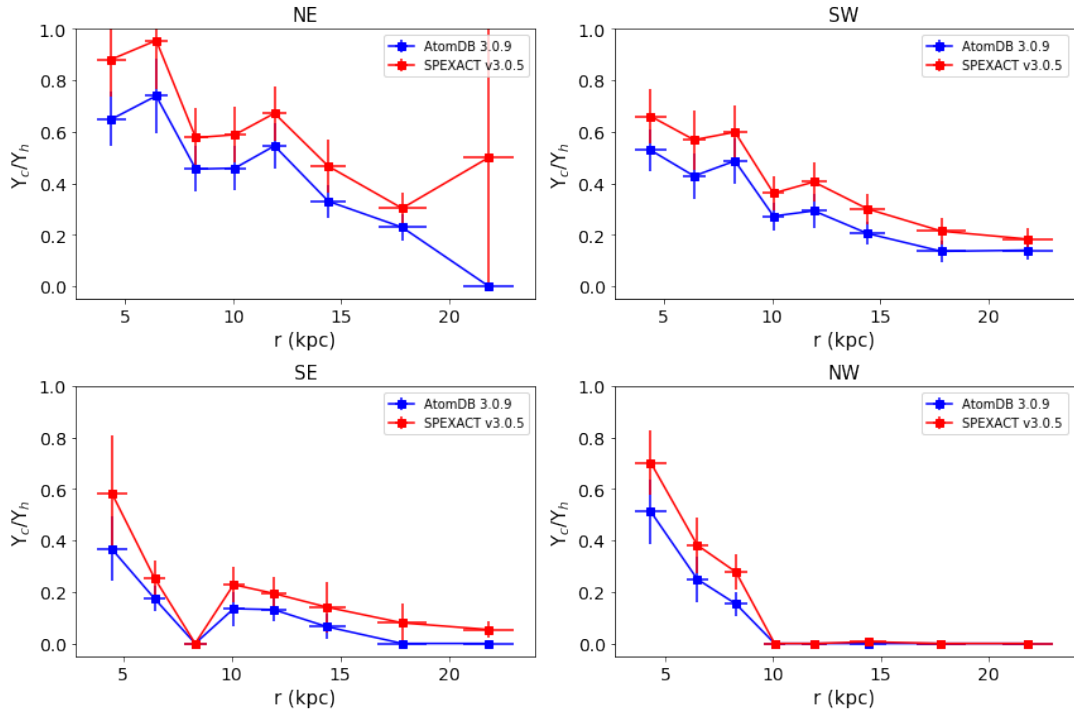 NE
1.0
0.8
0.6
0.4
0.2
0.0
Y_c/Y_h
5
10
15
20
r (kpc)
AtomDB 3.0.9
SPEXACT v3.0.5
SW
1.0
0.8
0.6
0.4
0.2
0.0
Y_c/Y_h
5
10
15
20
r (kpc)
AtomDB 3.0.9
SPEXACT v3.0.5
SE
1.0
0.8
0.6
0.4
0.2
0.0
Y_c/Y_h
5
10
15
20
r (kpc)
AtomDB 3.0.9
SPEXACT v3.0.5
NW
1.0
0.8
0.6
0.4
0.2
0.0
Y_c/Y_h
5
10
15
20
r (kpc)
AtomDB 3.0.9
SPEXACT v3.0.5